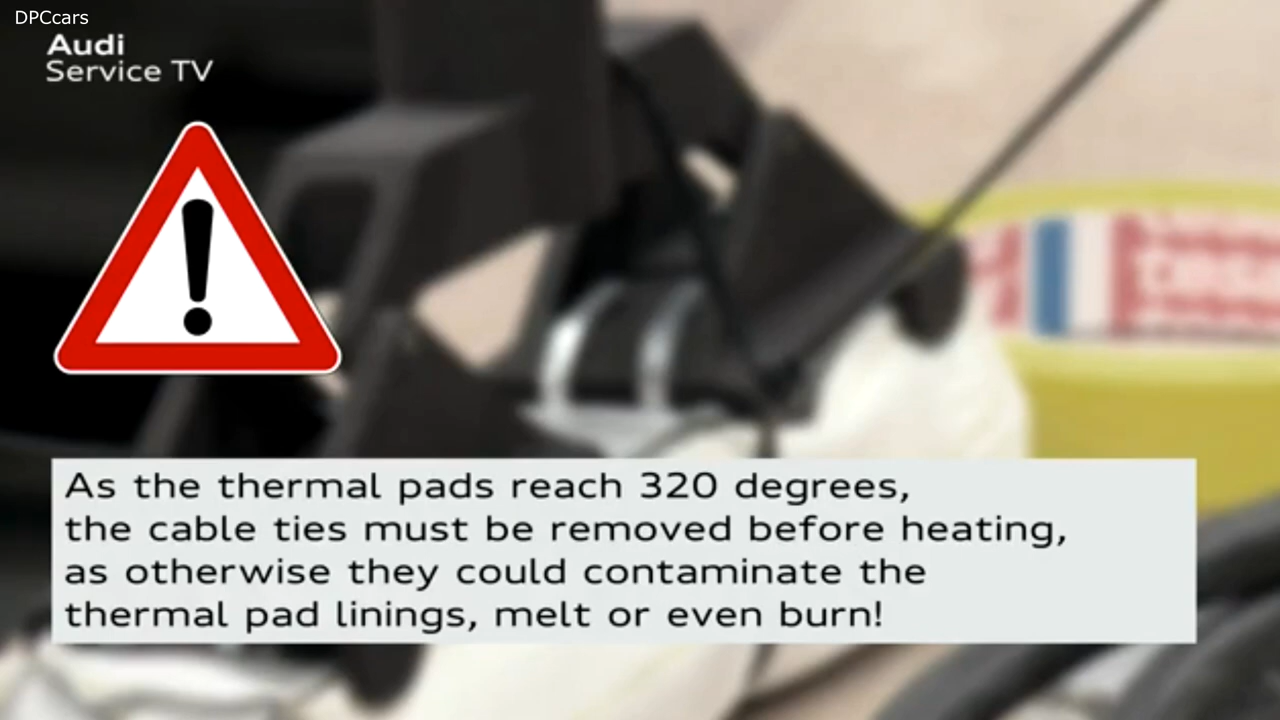 DPCcars
Audi
Service TV
As the thermal pads reach 320 degrees,
the cable ties must be removed before heating,
as otherwise they could contaminate the
thermal pad linings, melt or even burn!